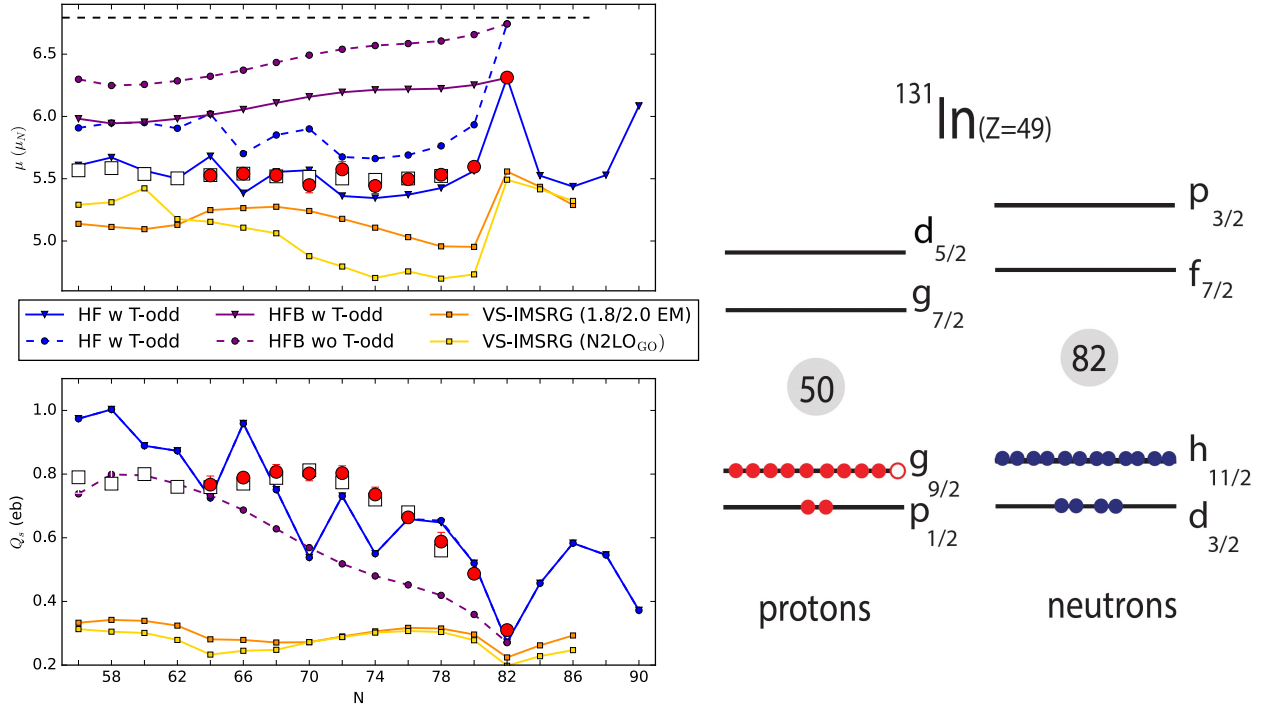 6.5
6.0
5.5
5.0
μ (μN)
HF w T-odd
HF w T-odd
HFB w T-odd
HFB wo T-odd
VS-IMSRG (1.8/2.0 EM)
VS-IMSRG (N2LOGO)
1.0
0.8
0.6
0.4
0.2
Qs (eb)
58 62 66 70 74 78 82 86 90
N
131In(Z=49)
d5/2
g7/2
50
g9/2
p1/2
protons
p3/2
f7/2
82
h11/2
d3/2
neutrons